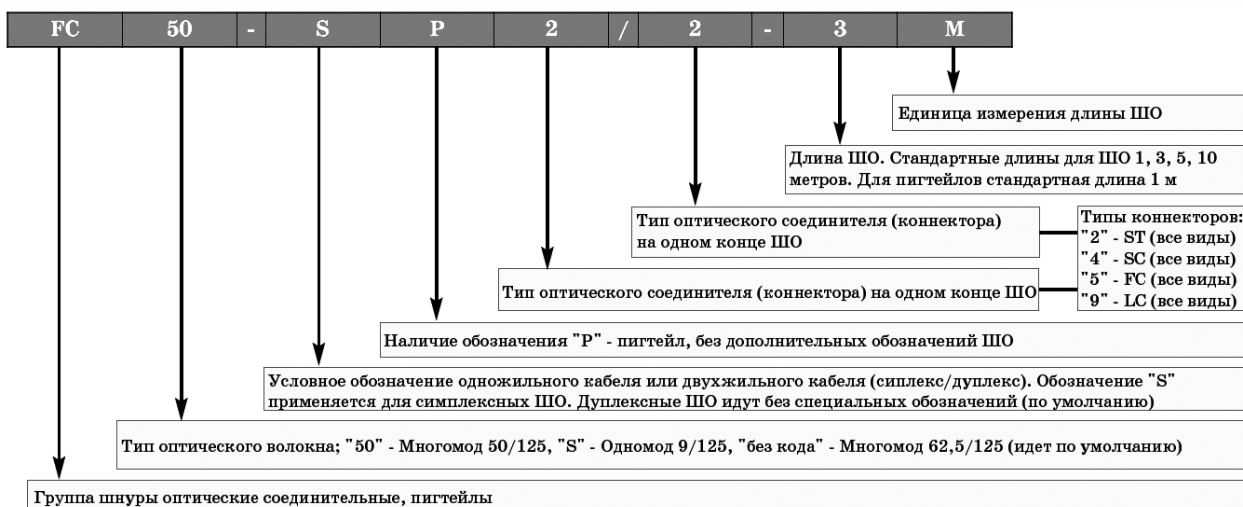 FC 50 - S P 2 / 2 - 3 M
Единица измерения длины ШО
Длина ШО. Стандартные длины для ШО 1, 3, 5, 10
метров. Для пигтейлов стандартная длина 1 м
Тип оптического соединителя (коннектора)
на одном конце ШО
Типы коннекторов:
"2" - ST (все виды)
"4" - SC (все виды)
"5" - FC (все виды)
"9" - LC (все виды)
Тип оптического соединителя (коннектора) на одном конце ШО
Наличие обозначения "P" - пигтейл, без дополнительных обозначений ШО
Условное обозначение одножильного кабеля или двухжильного кабеля (сиплекс/дуплекс). Обозначение "S"
применяется для симплексных ШО. Дуплексные ШО идут без специальных обозначений (по умолчанию)
Тип оптического волокна; "50" - Многомод 50/125, "S" - Одномод 9/125, "без кода" - Многомод 62,5/125 (идет по умолчанию)
Группа шнуры оптические соединительные, пигтейлы